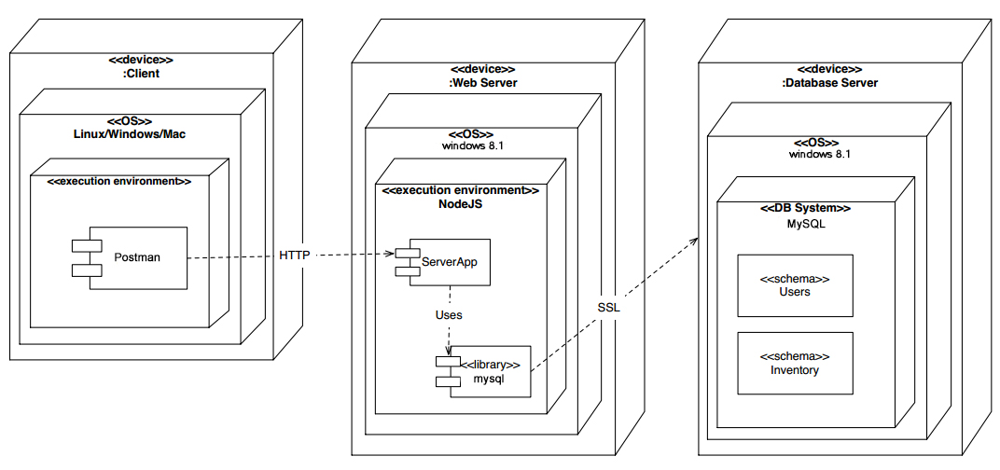 <<device>>
:Client
<<OS>>
Linux/Windows/Mac
<<execution environment>>
Postman
HTTP
<<device>>
:Web Server
<<OS>>
windows 8.1
<<execution environment>>
NodeJS
ServerApp
Uses
<<library>>
mysql
SSL
<<device>>
:Database Server
<<OS>>
windows 8.1
<<DB System>>
MySQL
<<schema>>
Users
<<schema>>
Inventory